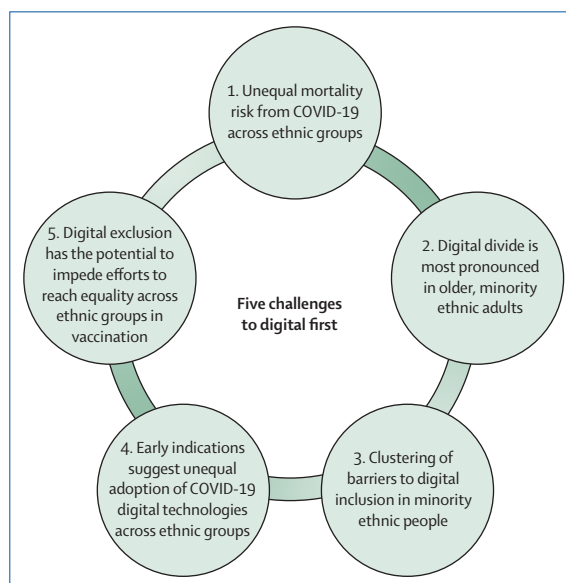 1. Unequal mortality
risk from COVID-19
across ethnic groups
2. Digital divide is
most pronounced
in older, minority
ethnic adults
3. Clustering of
barriers to digital
inclusion in minority
ethnic people
4. Early indications
suggest unequal
adoption of COVID-19
digital technologies
across ethnic groups
5. Digital exclusion
has the potential to
impede efforts to
reach equality across
ethnic groups in
vaccination
Five challenges
to digital first